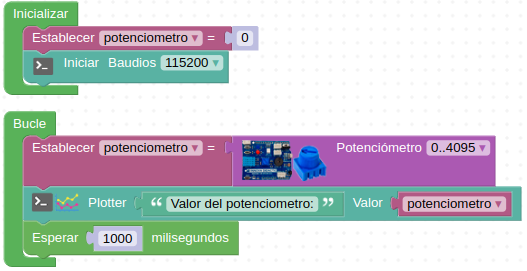 Inicializar
Establecer potenciometro ▾ = 0
Iniciar Baudios 115200 ▾
Bucle
Establecer potenciometro ▾ = Potenciómetro 0..4095 ▾
Plotter “ Valor del potenciometro: ” Valor potenciometro ▾
Esperar 1000 milisegundos